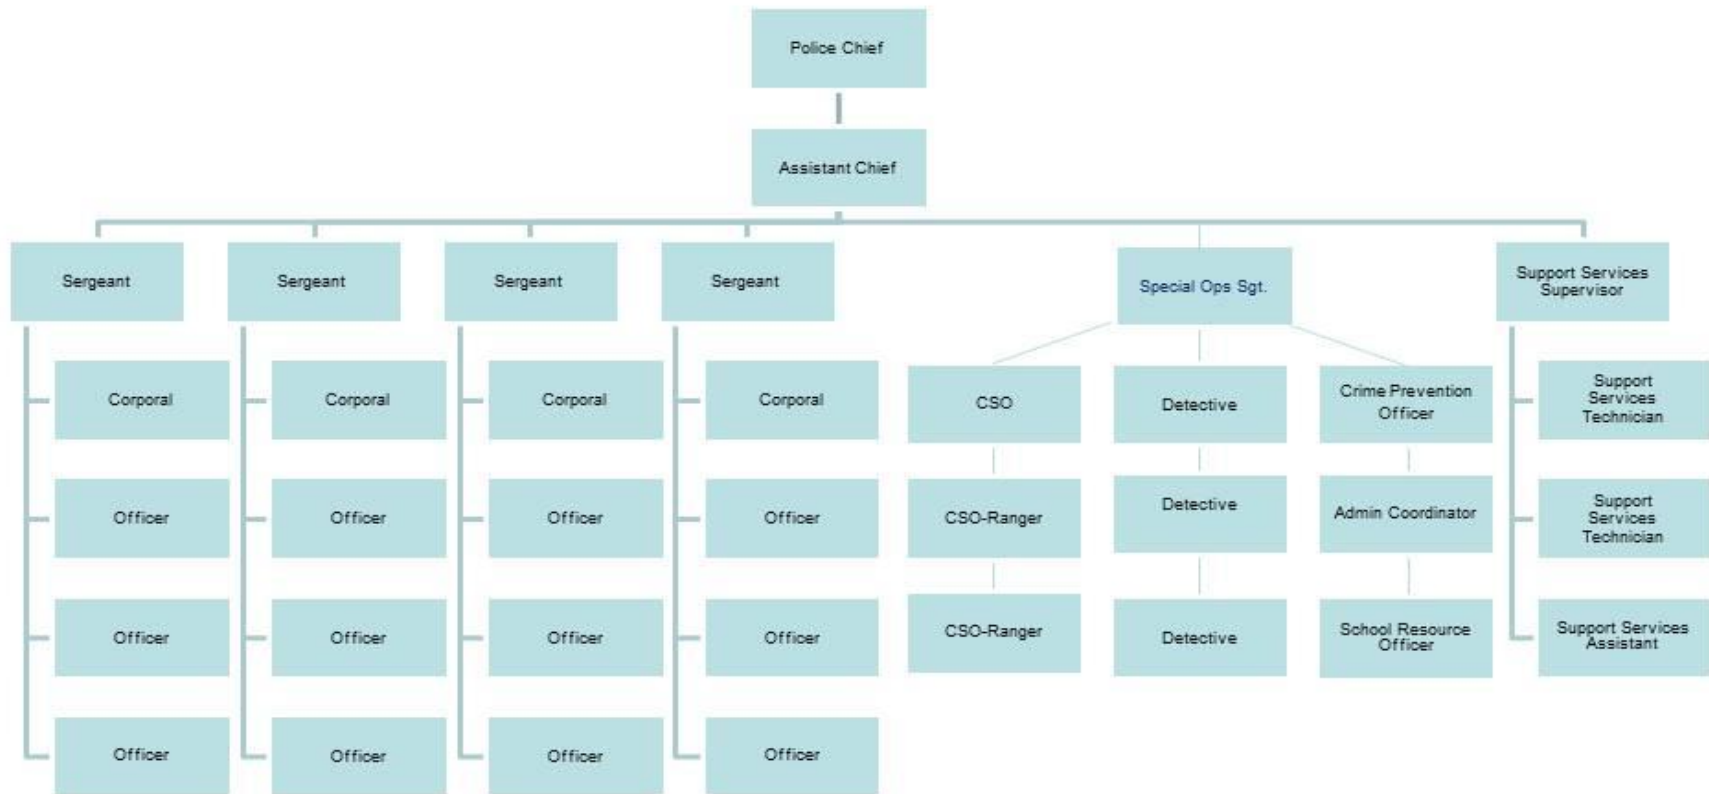 Police Chief
Assistant Chief
Sergeant
Sergeant
Sergeant
Sergeant
Special Ops Sgt.
Support Services
Supervisor
Corporal
Corporal
Corporal
Corporal
CSO
Detective
Crime Prevention
Officer
Support
Services
Technician
Officer
Officer
Officer
Officer
CSO-Ranger
Detective
Admin Coordinator
Support
Services
Technician
Officer
Officer
Officer
Officer
CSO-Ranger
Detective
School Resource
Officer
Support Services
Assistant
Officer
Officer
Officer
Officer